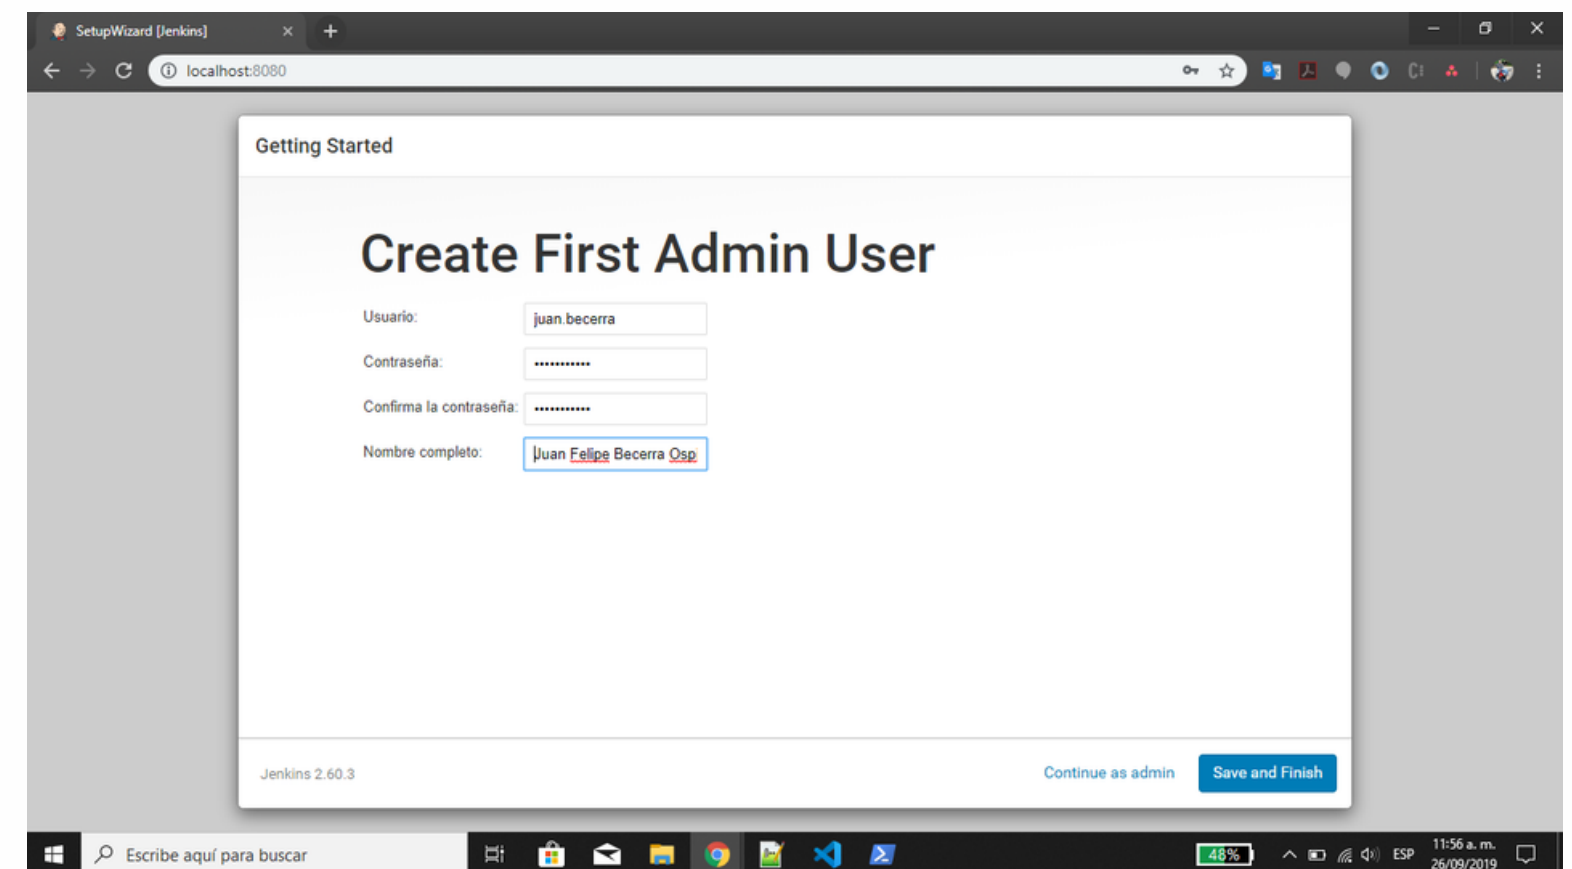 SetupWizard [Jenkins]
localhost:8080
Getting Started
Create First Admin User
Usuario: juan.becerra
Contraseña: •••••••••••
Confirma la contraseña: •••••••••••
Nombre completo: Juan Felipe Becerra Osp
Jenkins 2.60.3
Continue as admin
Save and Finish
Escribe aquí para buscar
48%
ESP
11:56 a. m.
26/09/2019